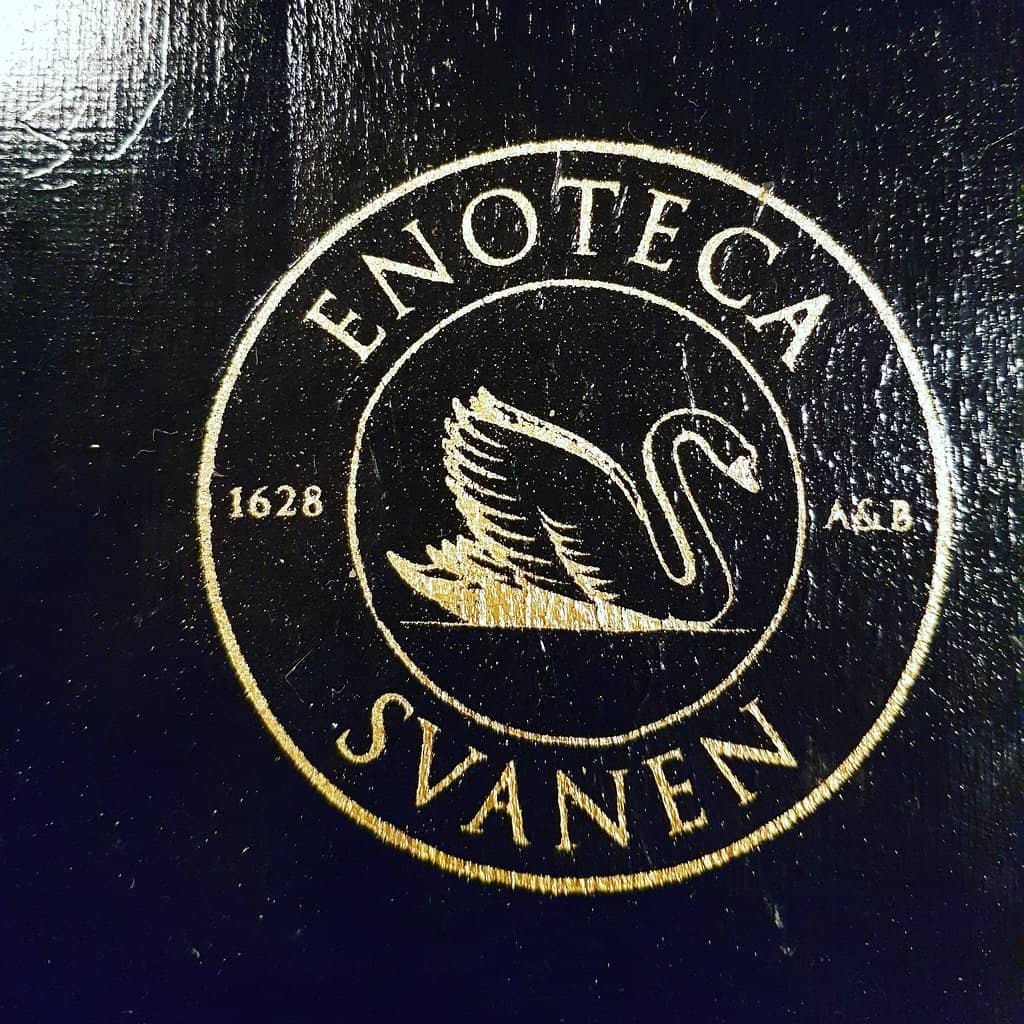 ENOTECA
1628 A&B
SVANEN